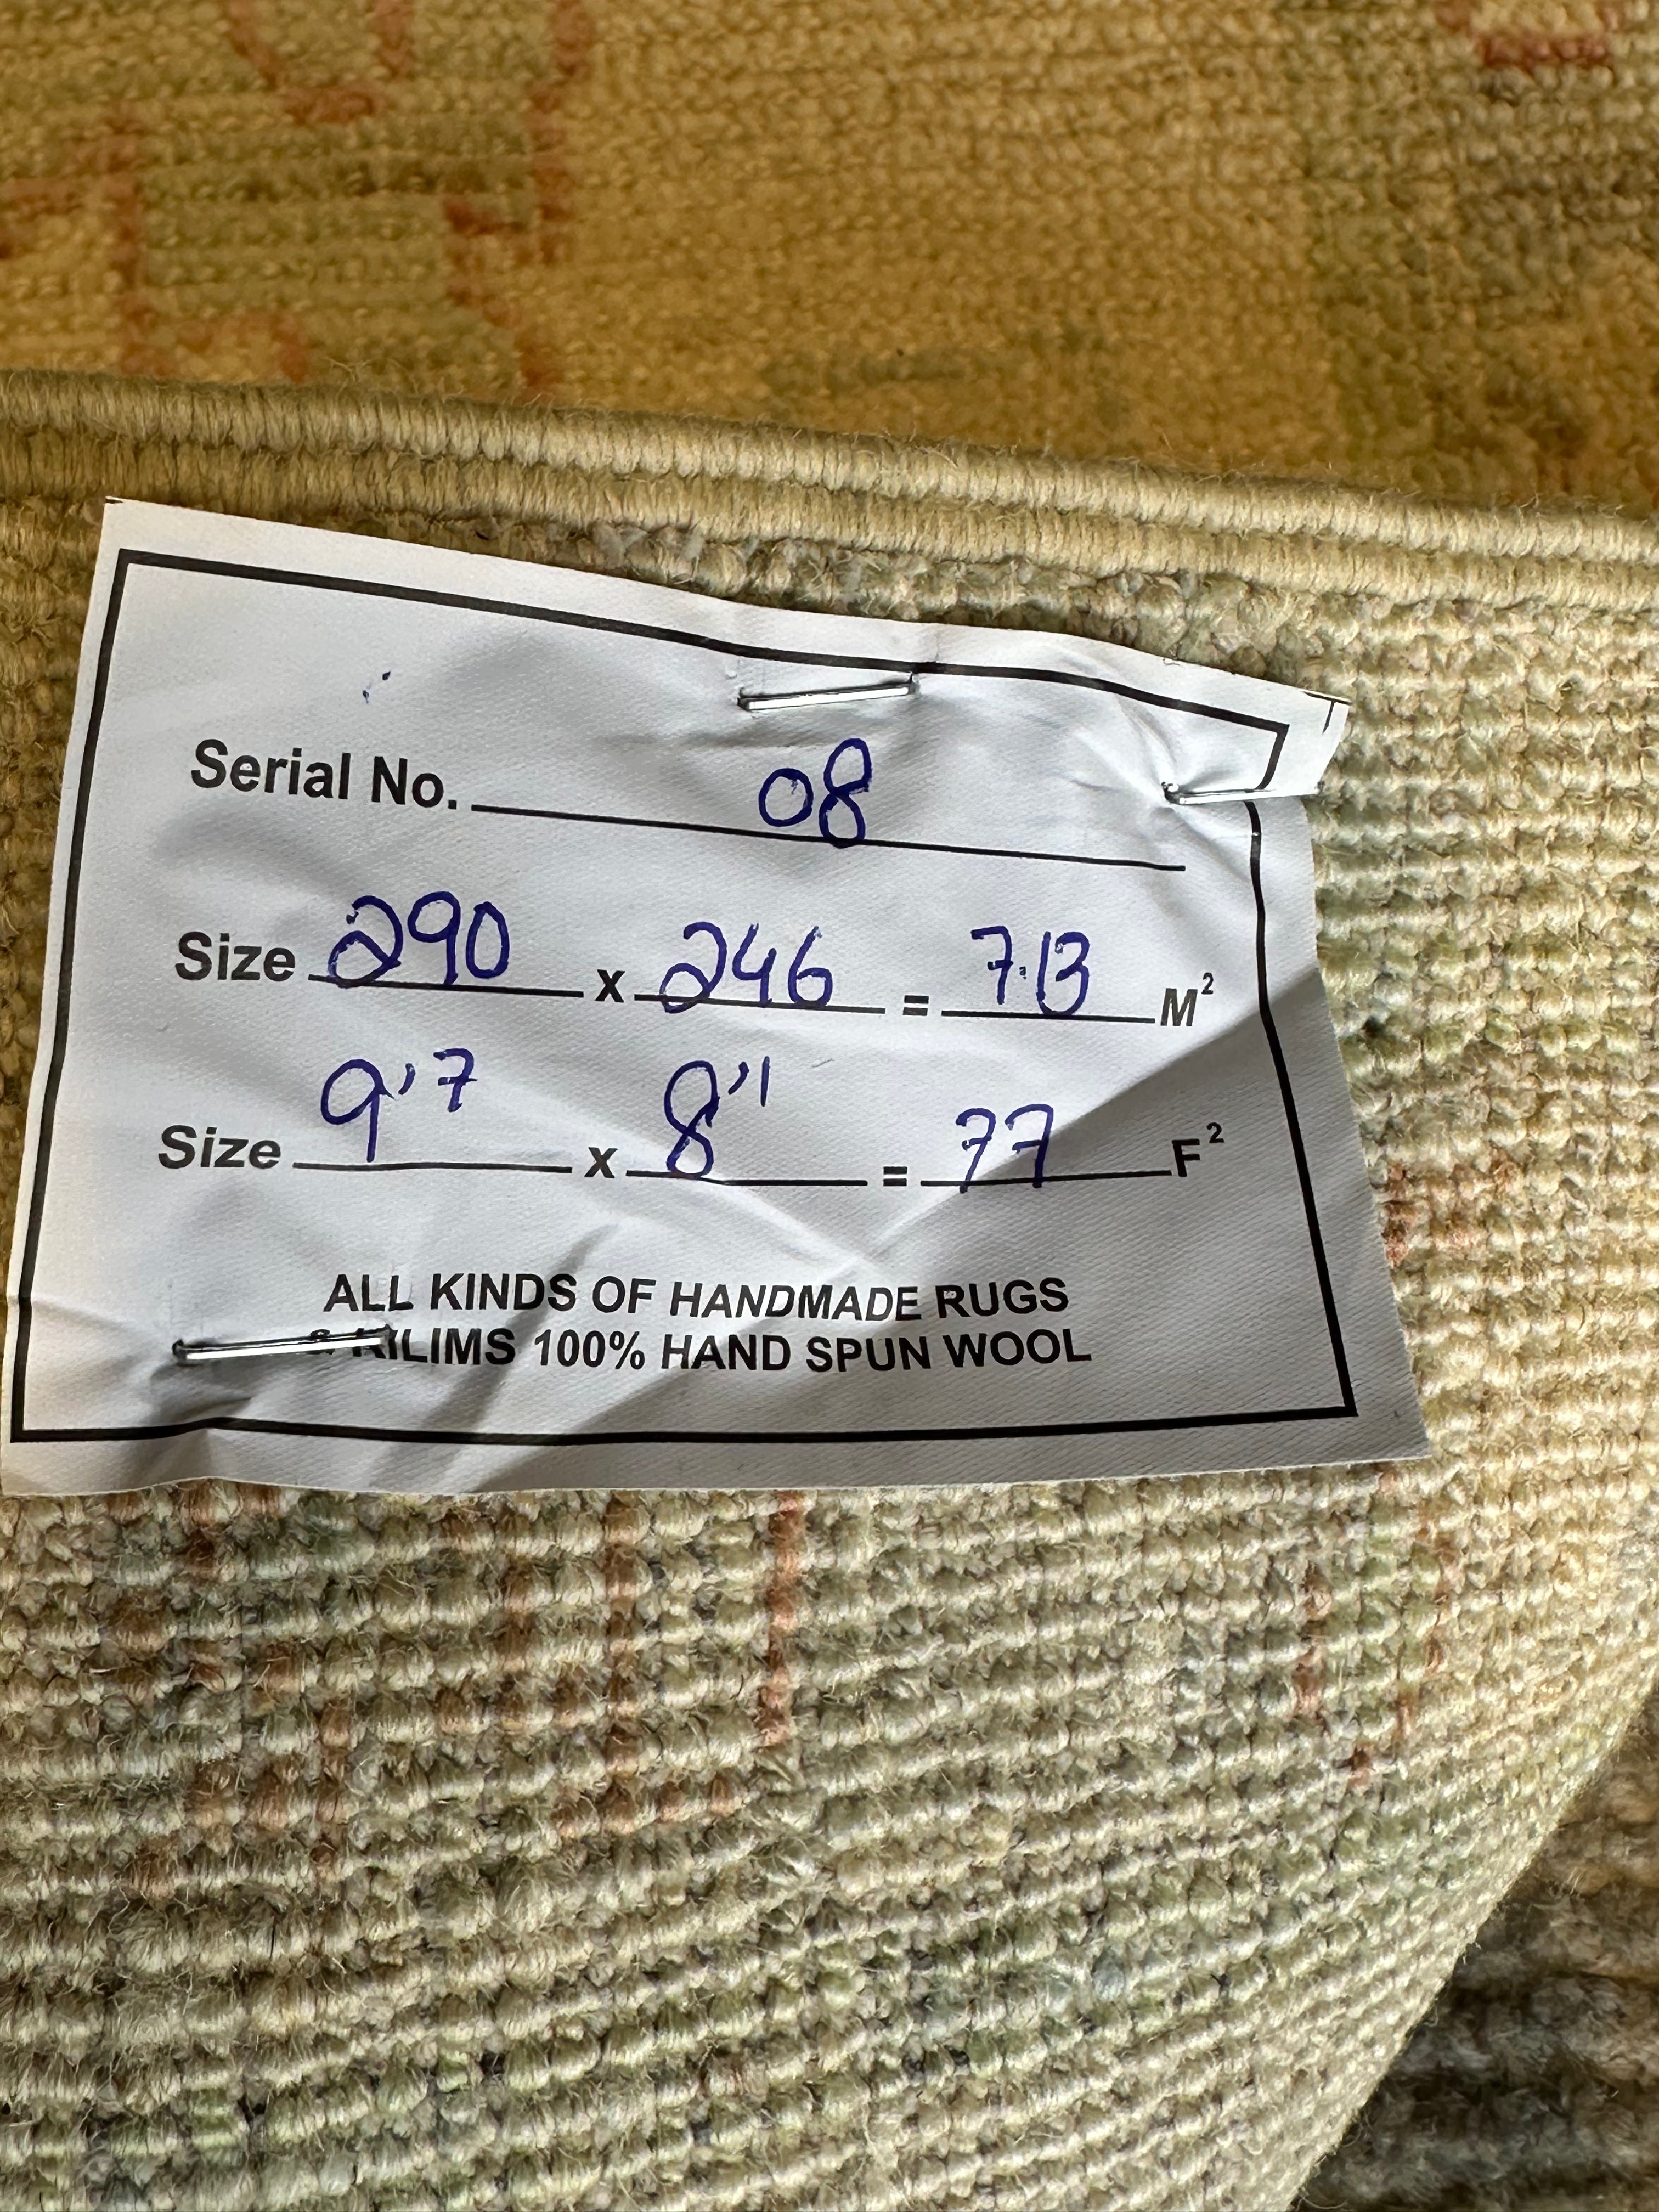 Serial No. 08
Size 290 x 246 = 7.13 M²
Size 9'7 x 8'1 = 77 F²
ALL KINDS OF HANDMADE RUGS
& KILIMS 100% HAND SPUN WOOL